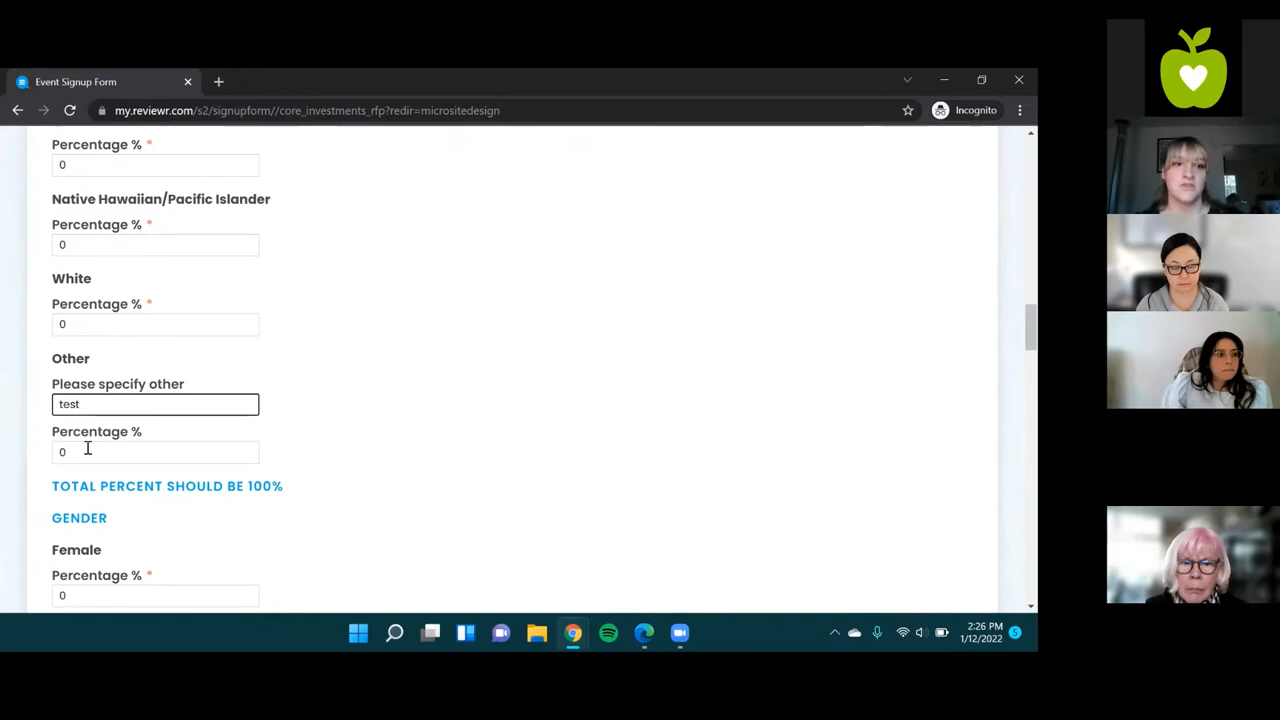 Event Signup Form
my.reviewr.com/s2/signupform//core_investments_rfp?redir=micrositedesign
Incognito
Percentage % *
0
Native Hawaiian/Pacific Islander
Percentage % *
0
White
Percentage % *
0
Other
Please specify other
test
Percentage %
0
TOTAL PERCENT SHOULD BE 100%
GENDER
Female
Percentage % *
0
2:26 PM
1/12/2022
5